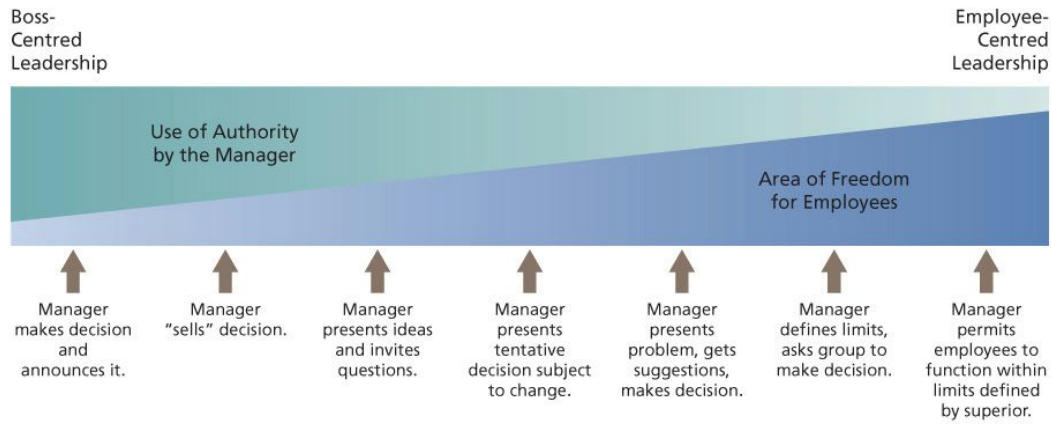 Boss-
Centred
Leadership
Employee-
Centred
Leadership
Use of Authority
by the Manager
Area of Freedom
for Employees
Manager
makes decision
and
announces it.
Manager
“sells” decision.
Manager
presents ideas
and invites
questions.
Manager
presents
tentative
decision subject
to change.
Manager
presents
problem, gets
suggestions,
makes decision.
Manager
defines limits,
asks group to
make decision.
Manager
permits
employees to
function within
limits defined
by superior.